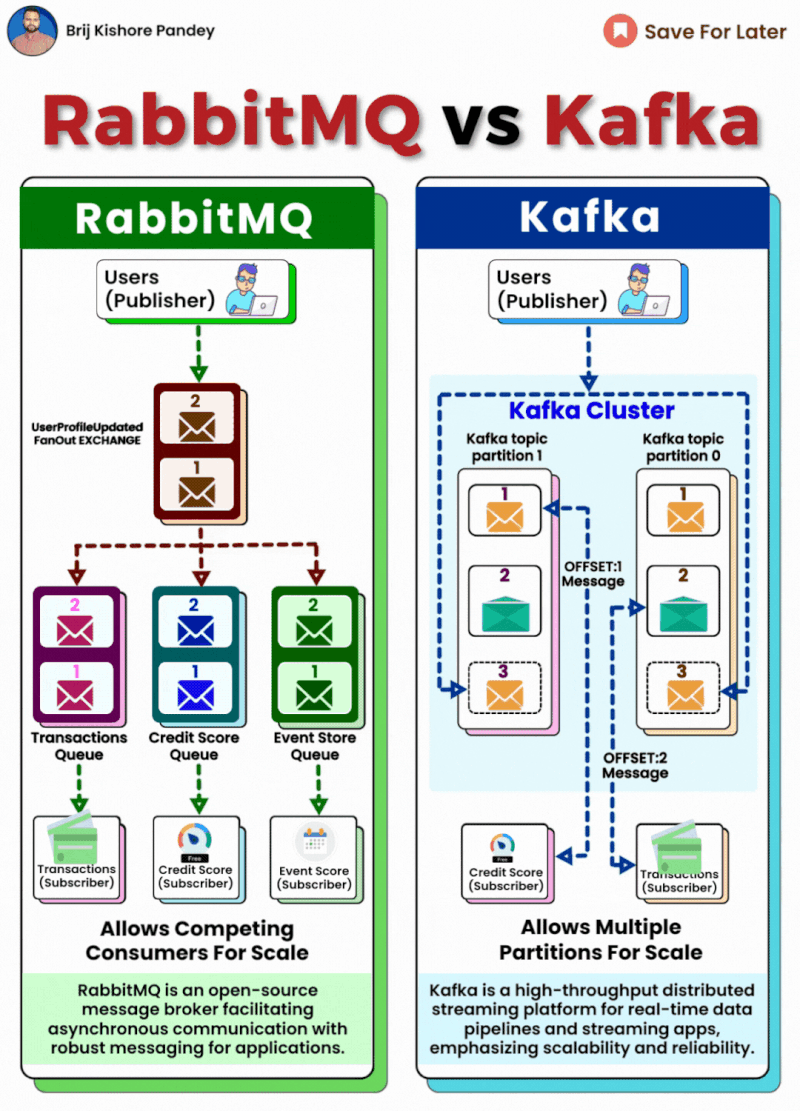 Brij Kishore Pandey
Save For Later
RabbitMQ vs Kafka
RabbitMQ
Users
(Publisher)
UserProfileUpdated
FanOut EXCHANGE
2
1
2
1
2
1
2
1
Transactions
Queue
Credit Score
Queue
Event Store
Queue
Transactions
(Subscriber)
Free
Credit Score
(Subscriber)
Event Score
(Subscriber)
Allows Competing
Consumers For Scale
RabbitMQ is an open-source
message broker facilitating
asynchronous communication with
robust messaging for applications.
Kafka
Users
(Publisher)
Kafka Cluster
Kafka topic
partition 1
Kafka topic
partition 0
1
2
3
1
2
3
OFFSET:1
Message
OFFSET:2
Message
Free
Credit Score
(Subscriber)
Transactions
(Subscriber)
Allows Multiple
Partitions For Scale
Kafka is a high-throughput distributed
streaming platform for real-time data
pipelines and streaming apps,
emphasizing scalability and reliability.